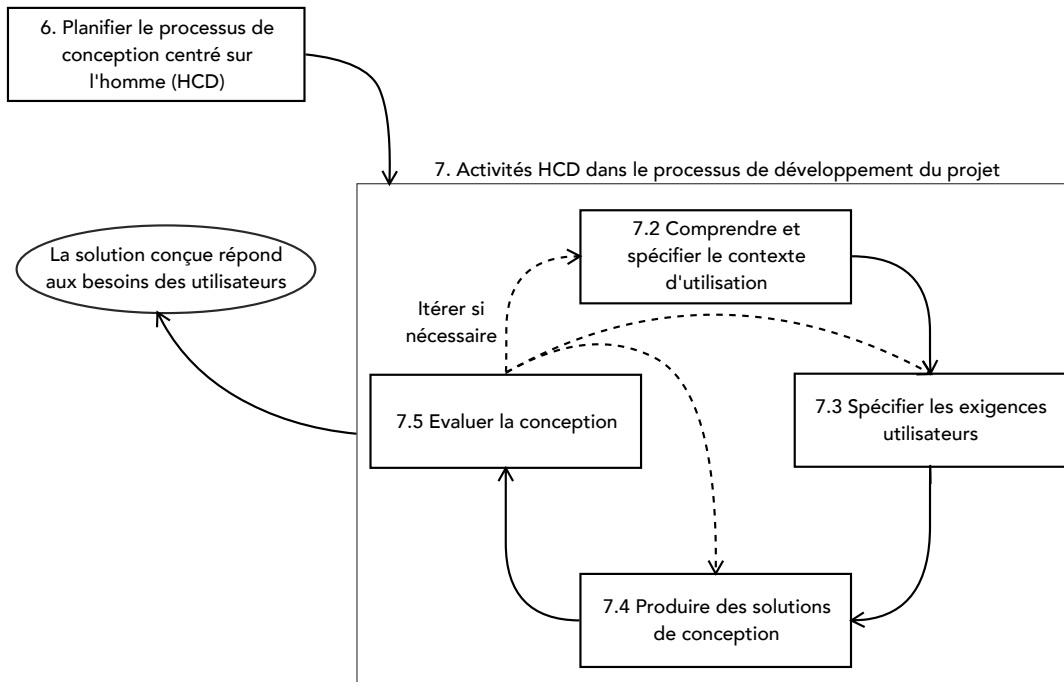 6. Planifier le processus de
conception centré sur
l'homme (HCD)
7. Activités HCD dans le processus de développement du projet
7.2 Comprendre et
spécifier le contexte
d'utilisation
La solution conçue répond
aux besoins des utilisateurs
Itérer si
nécessaire
7.5 Evaluer la conception
7.3 Spécifier les exigences
utilisateurs
7.4 Produire des solutions
de conception